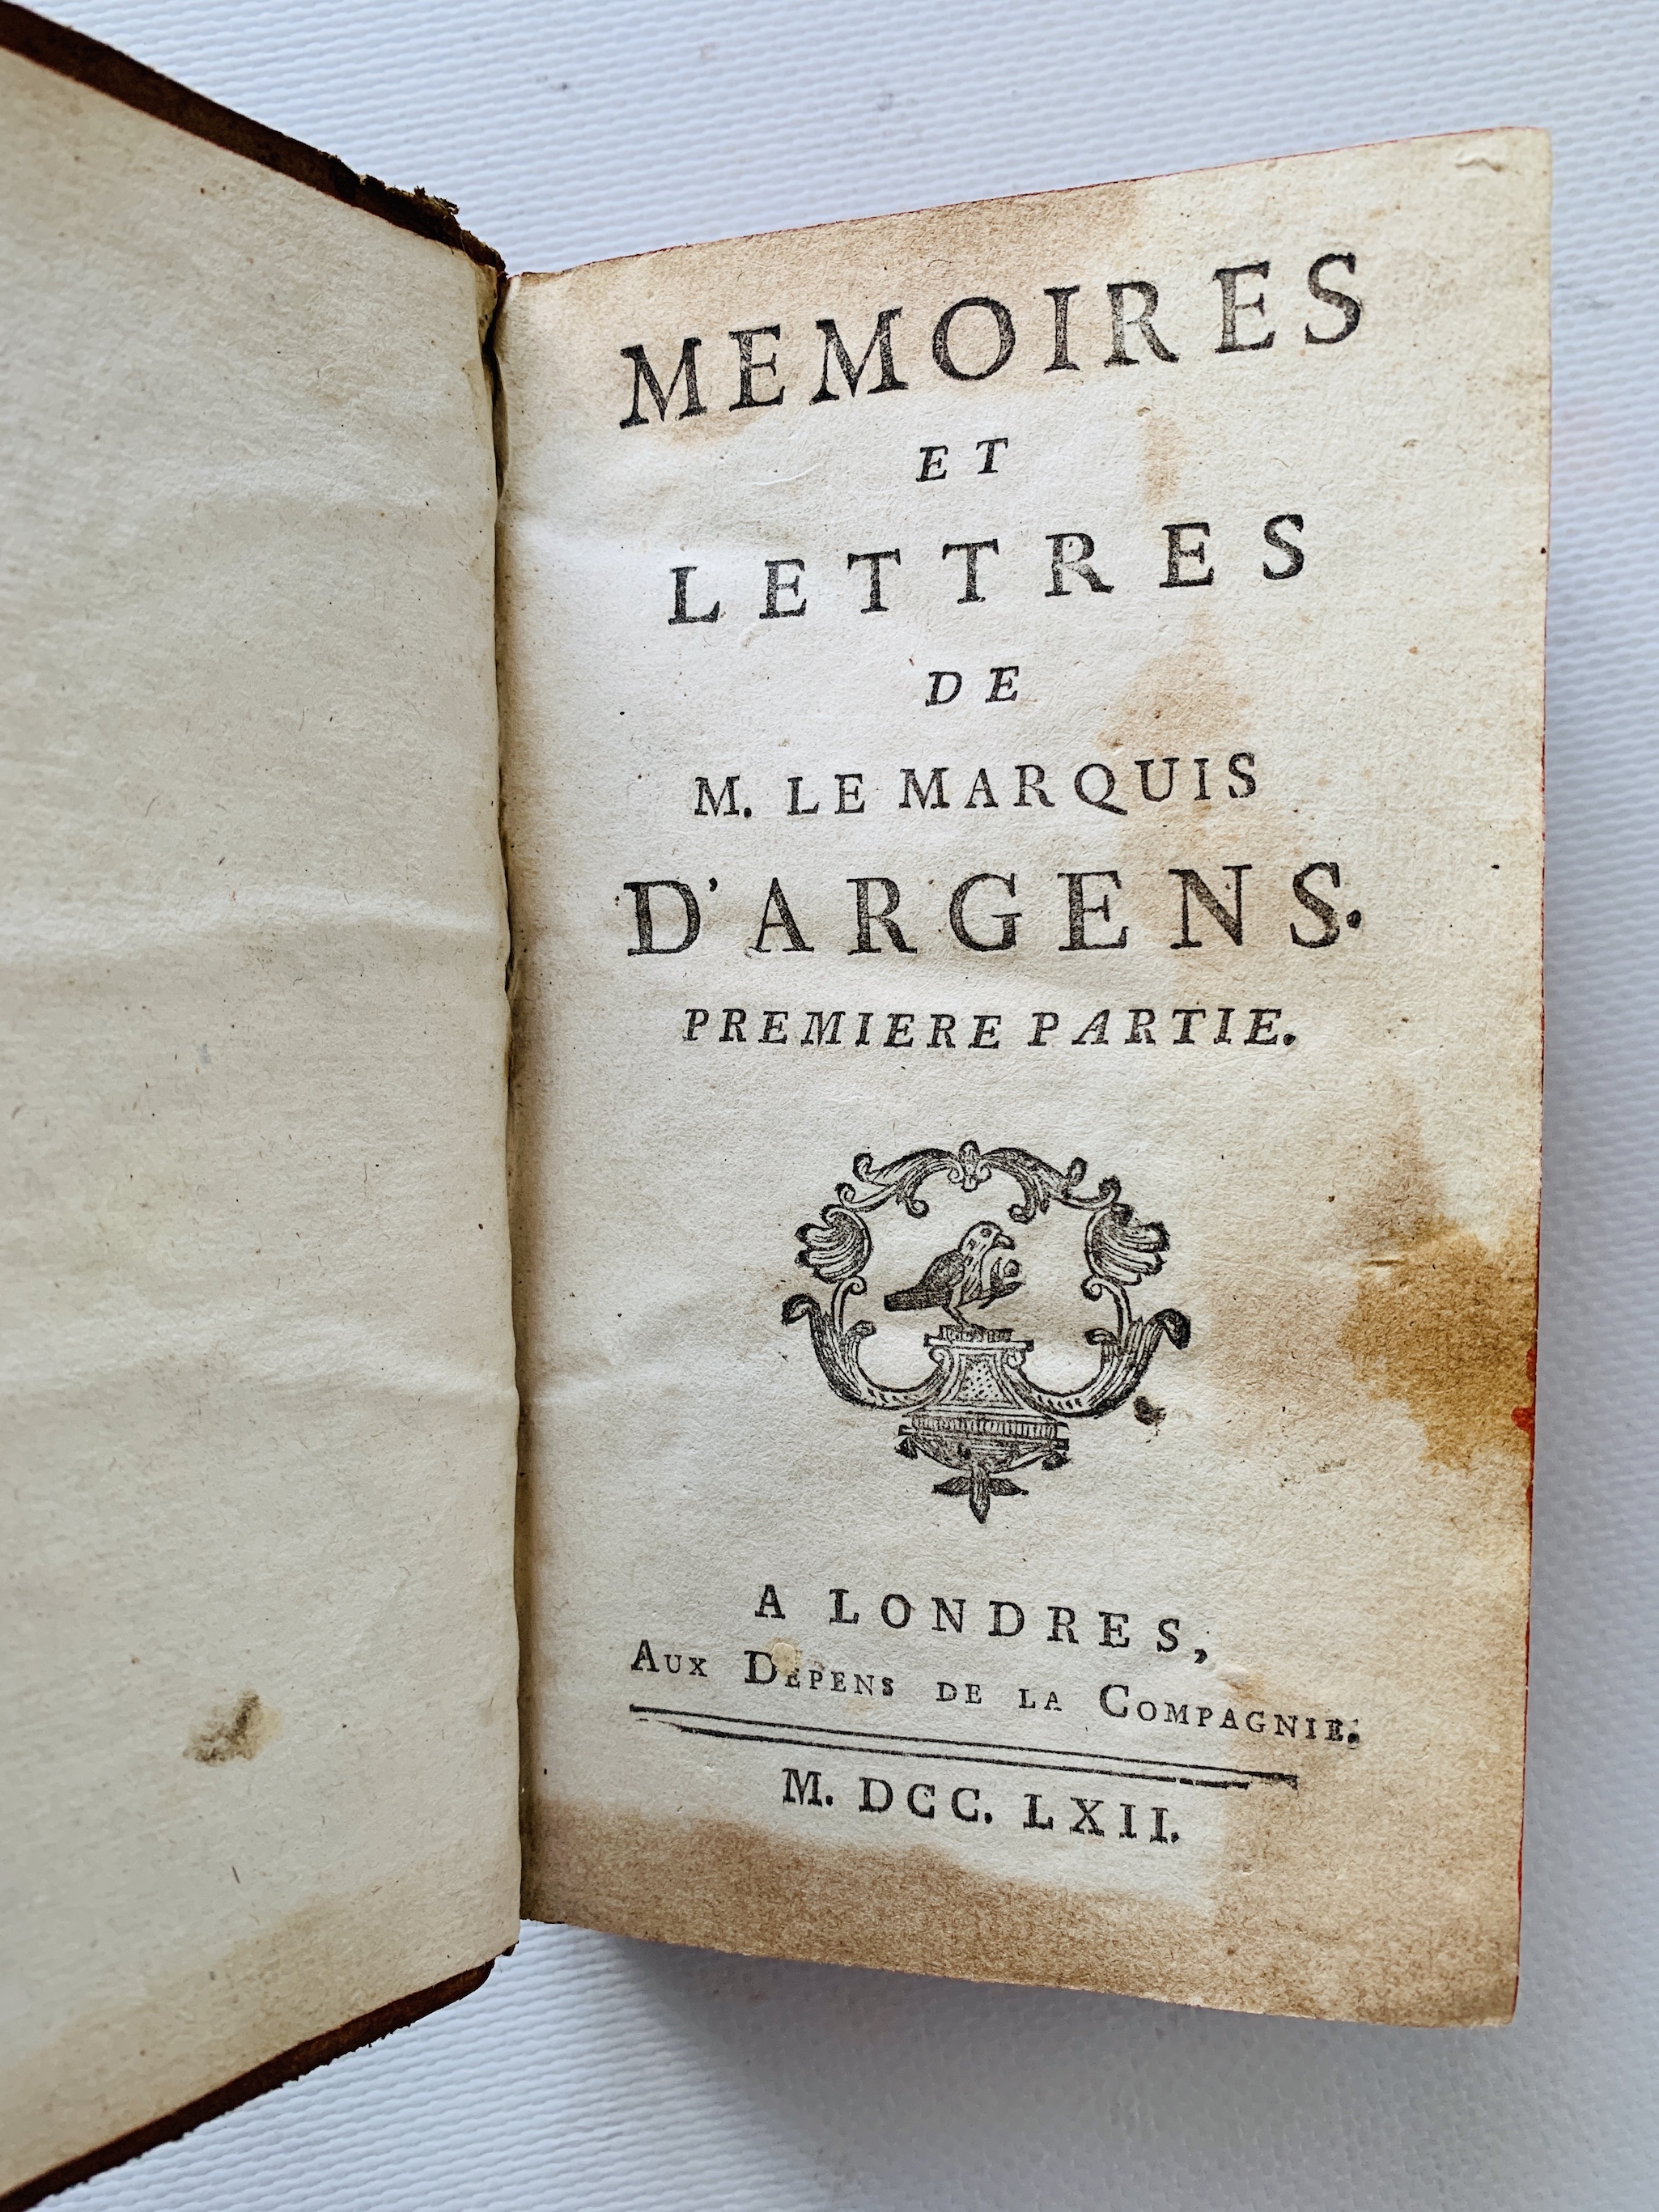 MEMOIRES
ET
LETTRES
DE
M. LE MARQUIS
D'ARGENS.
PREMIERE PARTIE.
A LONDRES,
AUX DEPENS DE LA COMPAGNIE.
M. DCC. LXII.